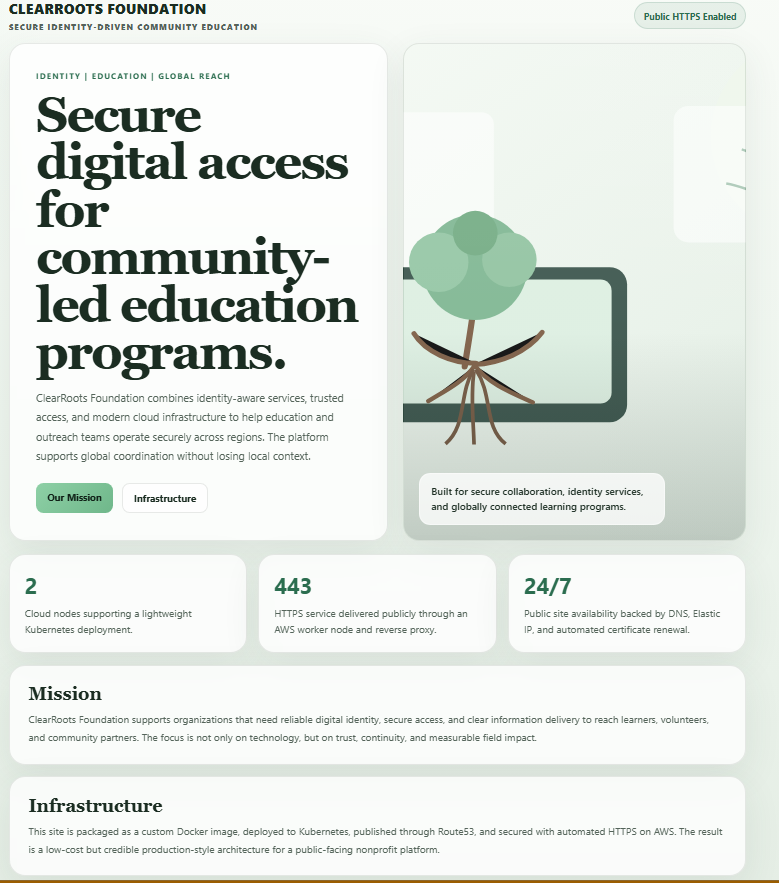 CLEARROOTS FOUNDATION
SECURE IDENTITY-DRIVEN COMMUNITY EDUCATION
Public HTTPS Enabled
IDENTITY | EDUCATION | GLOBAL REACH
Secure
digital access
for
community-
led education
programs.
ClearRoots Foundation combines identity-aware services, trusted
access, and modern cloud infrastructure to help education and
outreach teams operate securely across regions. The platform
supports global coordination without losing local context.
Our Mission
Infrastructure
Built for secure collaboration, identity services,
and globally connected learning programs.
2
Cloud nodes supporting a lightweight
Kubernetes deployment.
443
HTTPS service delivered publicly through an
AWS worker node and reverse proxy.
24/7
Public site availability backed by DNS, Elastic
IP, and automated certificate renewal.
Mission
ClearRoots Foundation supports organizations that need reliable digital identity, secure access, and clear information delivery to reach learners, volunteers,
and community partners. The focus is not only on technology, but on trust, continuity, and measurable field impact.
Infrastructure
This site is packaged as a custom Docker image, deployed to Kubernetes, published through Route53, and secured with automated HTTPS on AWS. The result
is a low-cost but credible production-style architecture for a public-facing nonprofit platform.